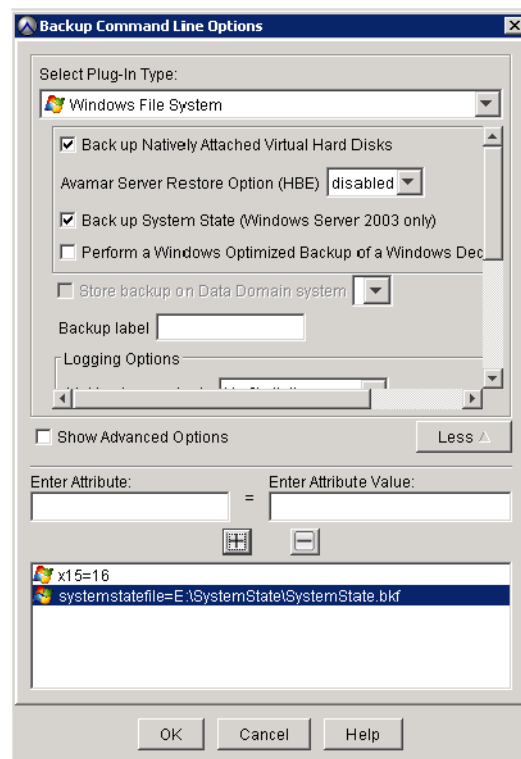 Backup Command Line Options
Select Plug-In Type:
Windows File System
Back up Natively Attached Virtual Hard Disks
Avamar Server Restore Option (HBE) disabled
Back up System State (Windows Server 2003 only)
Perform a Windows Optimized Backup of a Windows Dec
Store backup on Data Domain system
Backup label
Logging Options
Show Advanced Options
Less
Enter Attribute:
Enter Attribute Value:
=
x15=16
systemstatefile=E:\SystemState\SystemState.bkf
OK
Cancel
Help